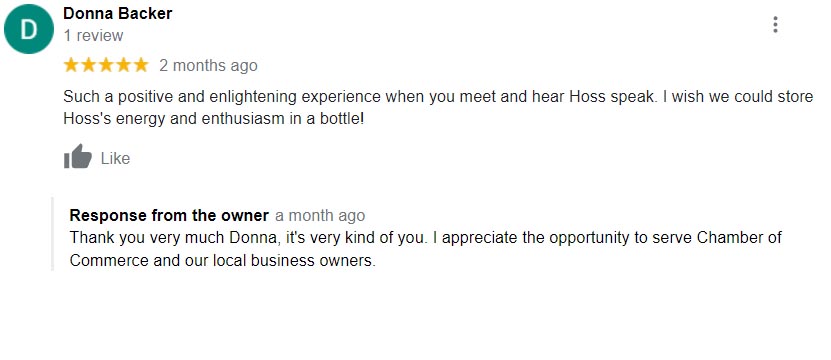 D
Donna Backer
1 review
2 months ago
Such a positive and enlightening experience when you meet and hear Hoss speak. I wish we could store
Hoss's energy and enthusiasm in a bottle!
Like
Response from the owner a month ago
Thank you very much Donna, it's very kind of you. I appreciate the opportunity to serve Chamber of
Commerce and our local business owners.